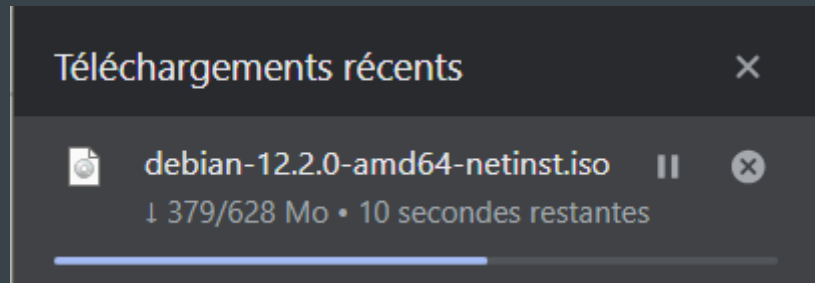 Téléchargements récents
debian-12.2.0-amd64-netinst.iso
↓ 379/628 Mo • 10 secondes restantes